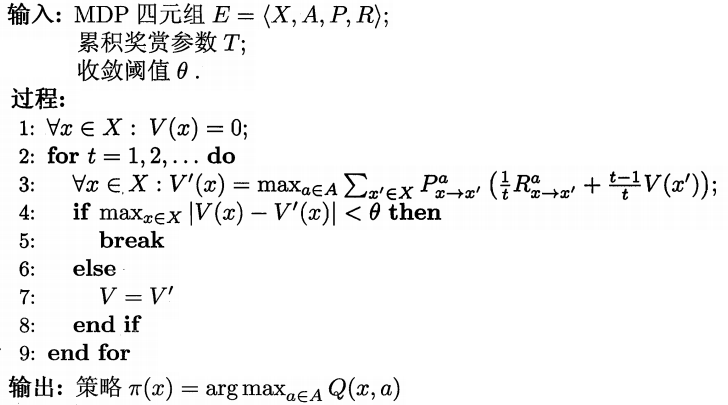 输入: MDP 四元组 E = ⟨X, A, P, R⟩;
累积奖赏参数 T;
收敛阈值 θ .
过程:
1: ∀x ∈ X : V(x) = 0;
2: for t = 1, 2, … do
3: ∀x ∈ X : V′(x) = max_{a∈A} ∑_{x′∈X} P^a_{x→x′} (\frac{1}{t} R^a_{x→x′} + \frac{t−1}{t} V(x′));
4: if max_{x∈X} |V(x) − V′(x)| < θ then
5: break
6: else
7: V = V′
8: end if
9: end for
输出: 策略 π(x) = arg max_{a∈A} Q(x, a)